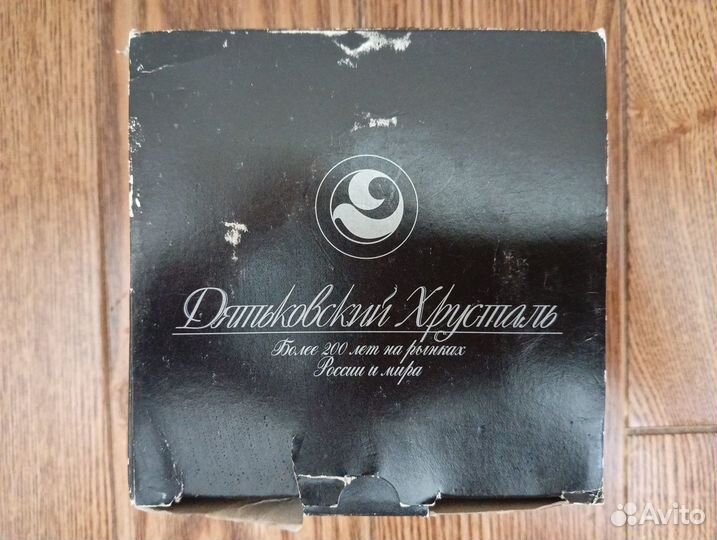 Дятьковский Хрусталь
Более 200 лет на рынках
России и мира
Avito